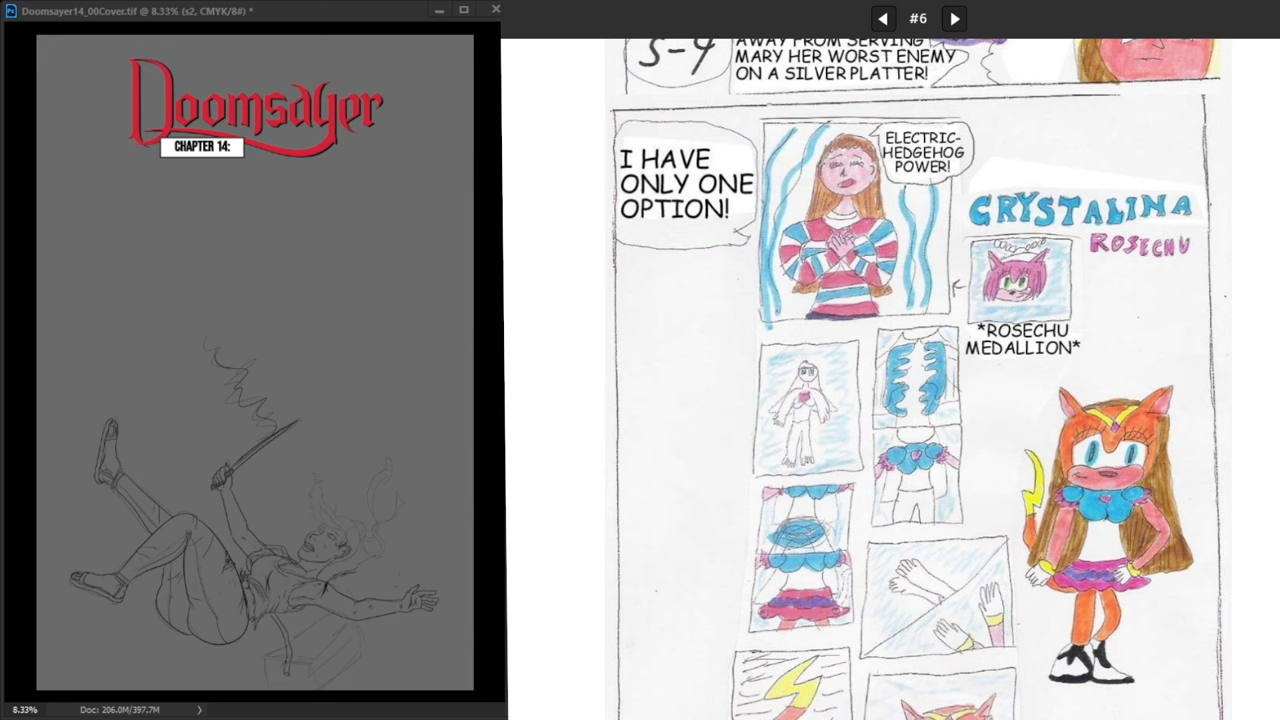 Doomsayer14_00Cover.tif @ 8.33% (s2, CMYK/8#) *
Doomsayer
CHAPTER 14:
8.33%
Doc: 206.0M/397.7M
#6
5-4
AWAY FROM SERVING
MARY HER WORST ENEMY
ON A SILVER PLATTER!
I HAVE
ONLY ONE
OPTION!
ELECTRIC-
HEDGEHOG
POWER!
CRYSTALINA
ROSECHU
*ROSECHU
MEDALLION*